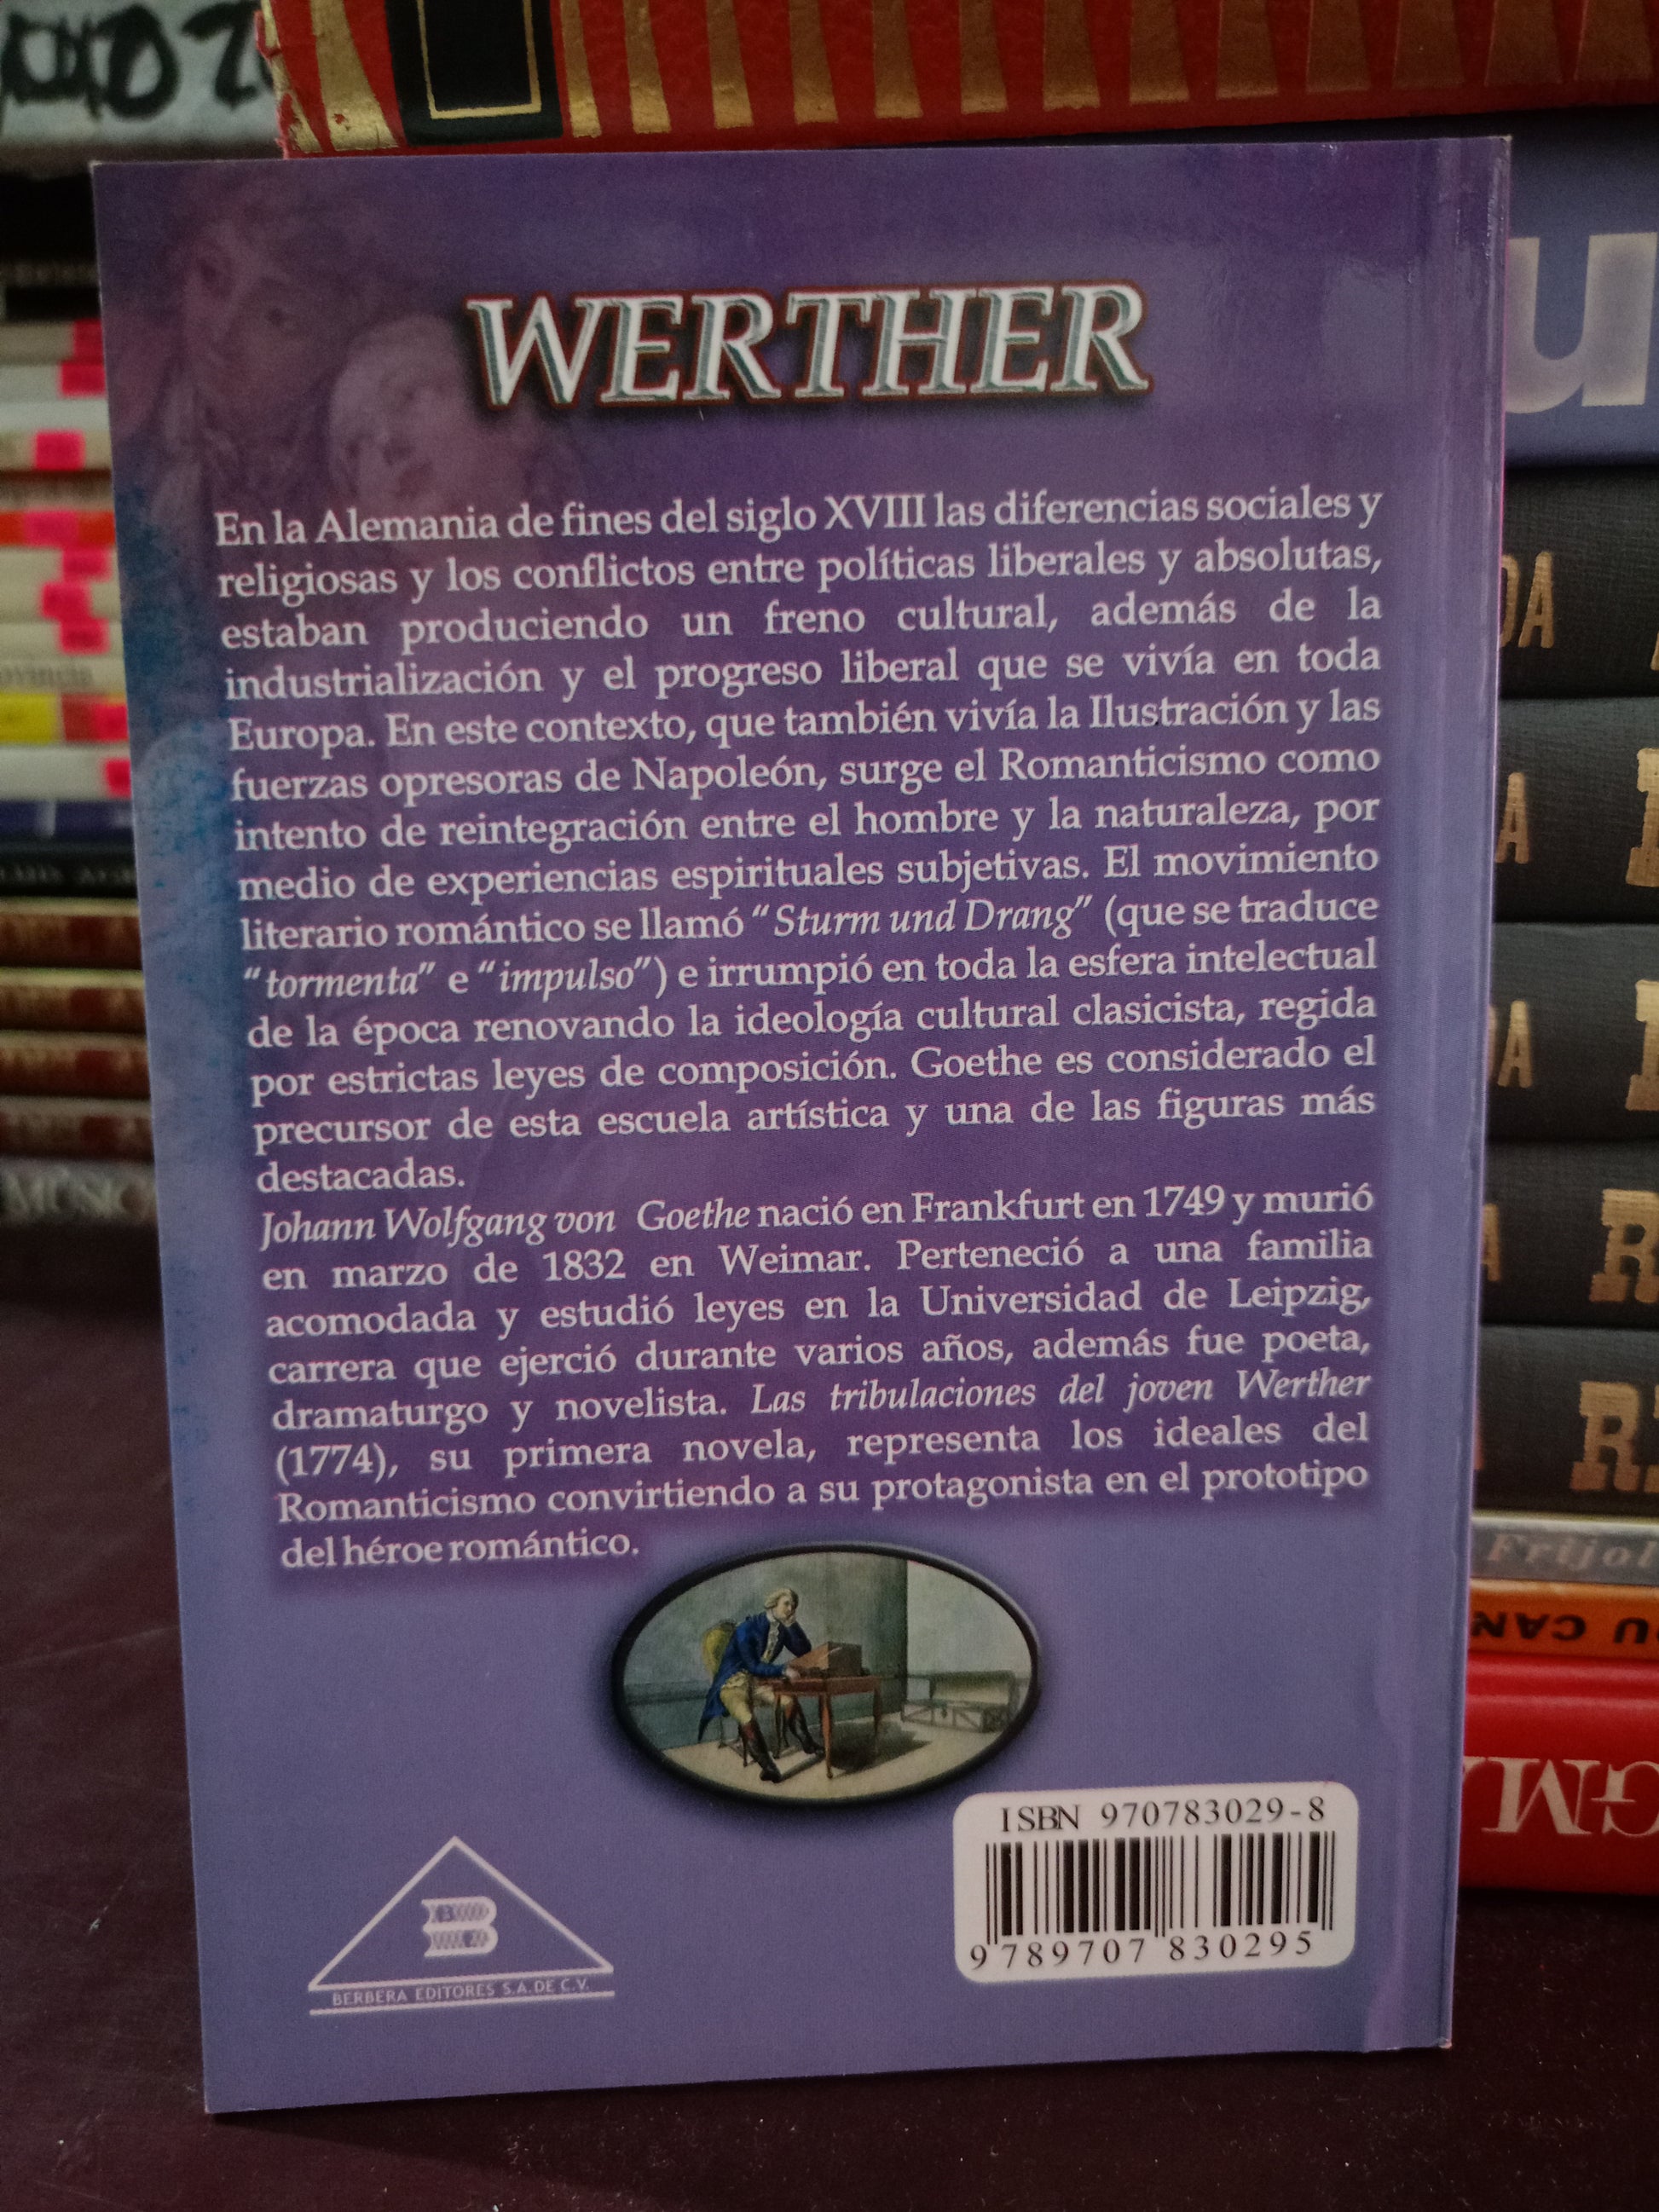 WERTHER
En la Alemania de fines del siglo XVIII las diferencias sociales y
religiosas y los conflictos entre políticas liberales y absolutas,
estaban produciendo un freno cultural, además de la
industrialización y el progreso liberal que se vivía en toda
Europa. En este contexto, que también vivía la Ilustración y las
fuerzas opresoras de Napoleón, surge el Romanticismo como
intento de reintegración entre el hombre y la naturaleza, por
medio de experiencias espirituales subjetivas. El movimiento
literario romántico se llamó “Sturm und Drang” (que se traduce
“tormenta” e “impulso”) e irrumpió en toda la esfera intelectual
de la época renovando la ideología cultural clasicista, regida
por estrictas leyes de composición. Goethe es considerado el
precursor de esta escuela artística y una de las figuras más
destacadas.
Johann Wolfgang von Goethe nació en Frankfurt en 1749 y murió
en marzo de 1832 en Weimar. Perteneció a una familia
acomodada y estudió leyes en la Universidad de Leipzig,
carrera que ejerció durante varios años, además fue poeta,
dramaturgo y novelista. Las tribulaciones del joven Werther
(1774), su primera novela, representa los ideales del
Romanticismo convirtiendo a su protagonista en el prototipo
del héroe romántico.
ISBN 970783029-8
9 789707 830295
B
BERBERA EDITORES S.A. DE C.V.